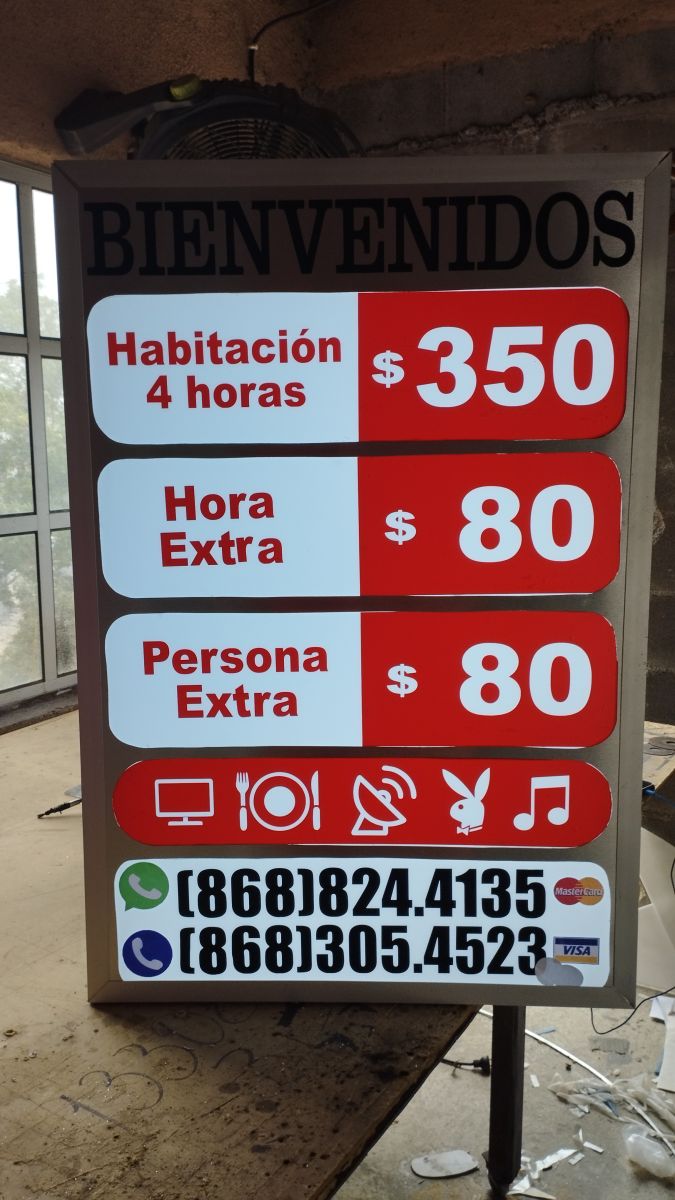 BIENVENIDOS
Habitación
4 horas
$ 350
Hora
Extra
$ 80
Persona
Extra
$ 80
(868)824.4135
MasterCard
(868)305.4523
VISA